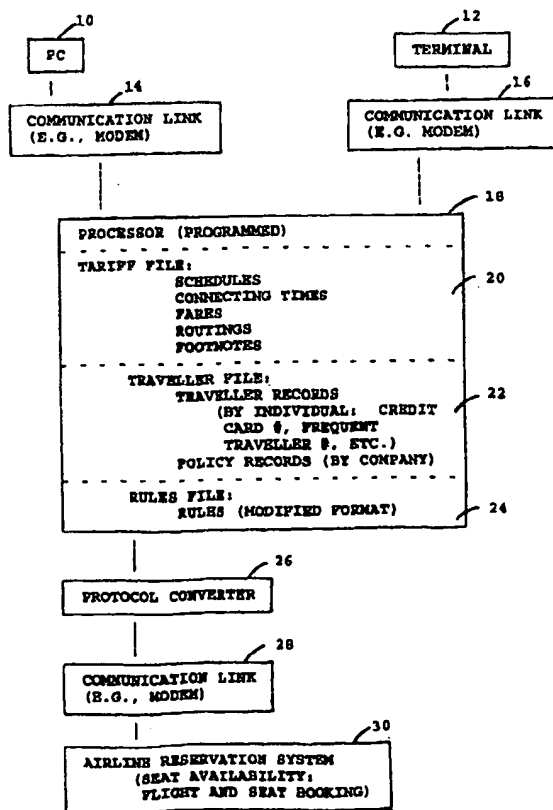 10
12
PC
TERMINAL
14
16
COMMUNICATION LINK
(E.G., MODEM)
COMMUNICATION LINK
(E.G. MODEM)
18
PROCESSOR (PROGRAMMED)
TARIFF FILE:
20
SCHEDULES
CONNECTING TIMES
FARES
ROUTINGS
FOOTNOTES
TRAVELLER FILE:
TRAVELLER RECORDS
22
(BY INDIVIDUAL: CREDIT
CARD #, FREQUENT
TRAVELLER #, ETC.)
POLICY RECORDS (BY COMPANY)
RULES FILE:
RULES (MODIFIED FORMAT)
24
26
PROTOCOL CONVERTER
28
COMMUNICATION LINK
(E.G., MODEM)
30
AIRLINE RESERVATION SYSTEM
(SEAT AVAILABILITY;
FLIGHT AND SEAT BOOKING)